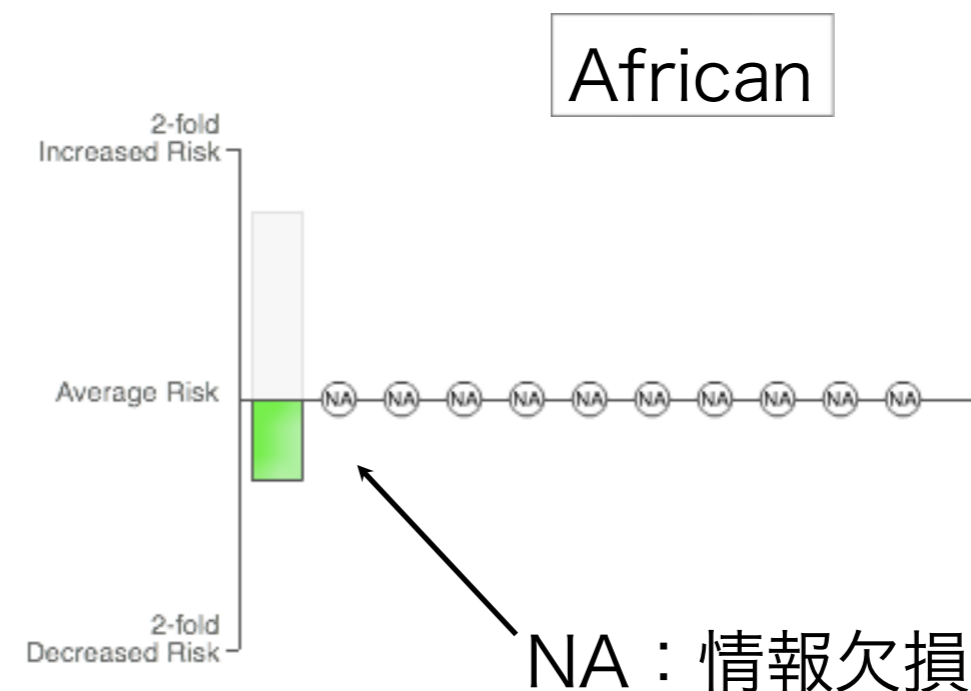 African
2-fold
Increased Risk
Average Risk
NA NA NA NA NA NA NA NA NA NA
2-fold
Decreased Risk
NA：情報欠損